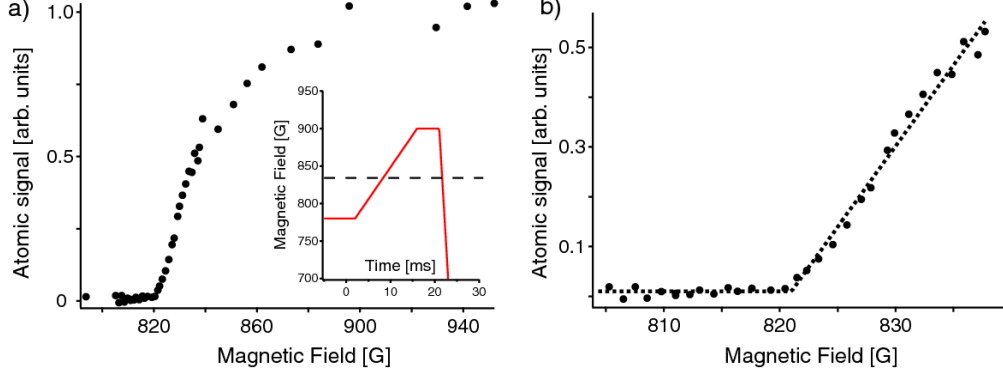 a)
Atomic signal [arb. units]
1.0
0.5
0
820
860
900
940
Magnetic Field [G]
Magnetic Field [G]
950
900
850
800
750
700
Time [ms]
0
10
20
30
b)
Atomic signal [arb. units]
0.5
0.3
0.1
810
820
830
Magnetic Field [G]